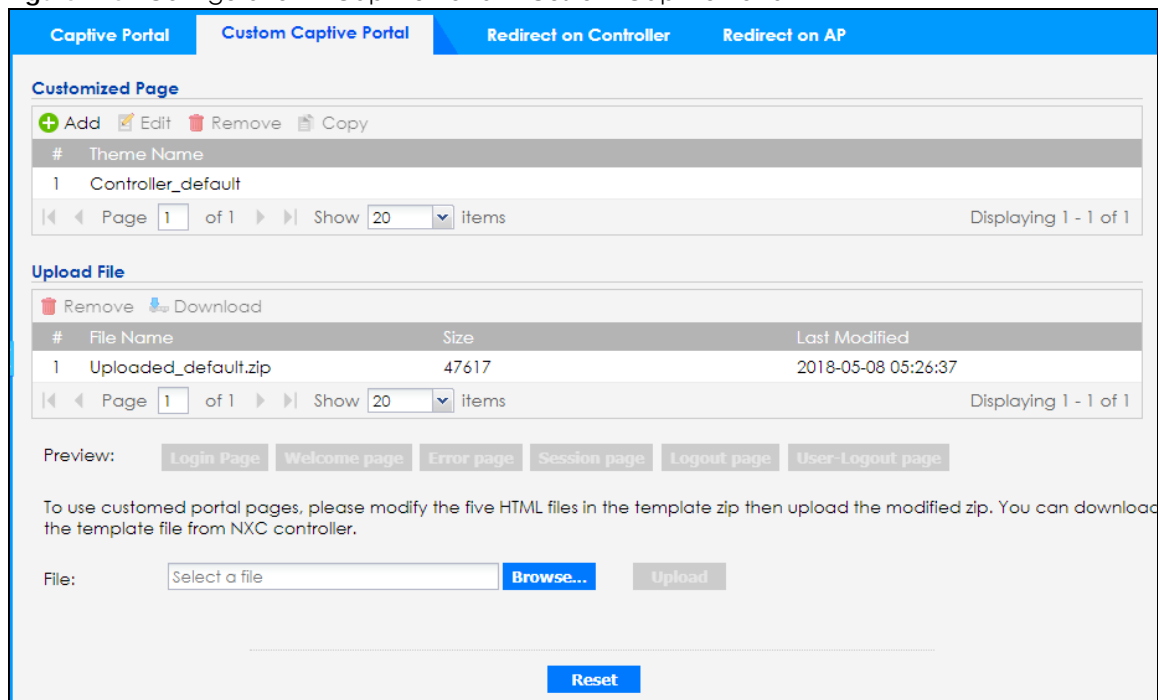 Captive Portal Custom Captive Portal Redirect on Controller Redirect on AP
Customized Page
Add Edit Remove Copy
# Theme Name
1 Controller_default
Page 1 of 1 Show 20 items Displaying 1 - 1 of 1
Upload File
Remove Download
# File Name Size Last Modified
1 Uploaded_default.zip 47617 2018-05-08 05:26:37
Page 1 of 1 Show 20 items Displaying 1 - 1 of 1
Preview: Login Page Welcome page Error page Session page Logout page User-Logout page
To use customed portal pages, please modify the five HTML files in the template zip then upload the modified zip. You can download
the template file from NXC controller.
File: Select a file Browse... Upload
Reset